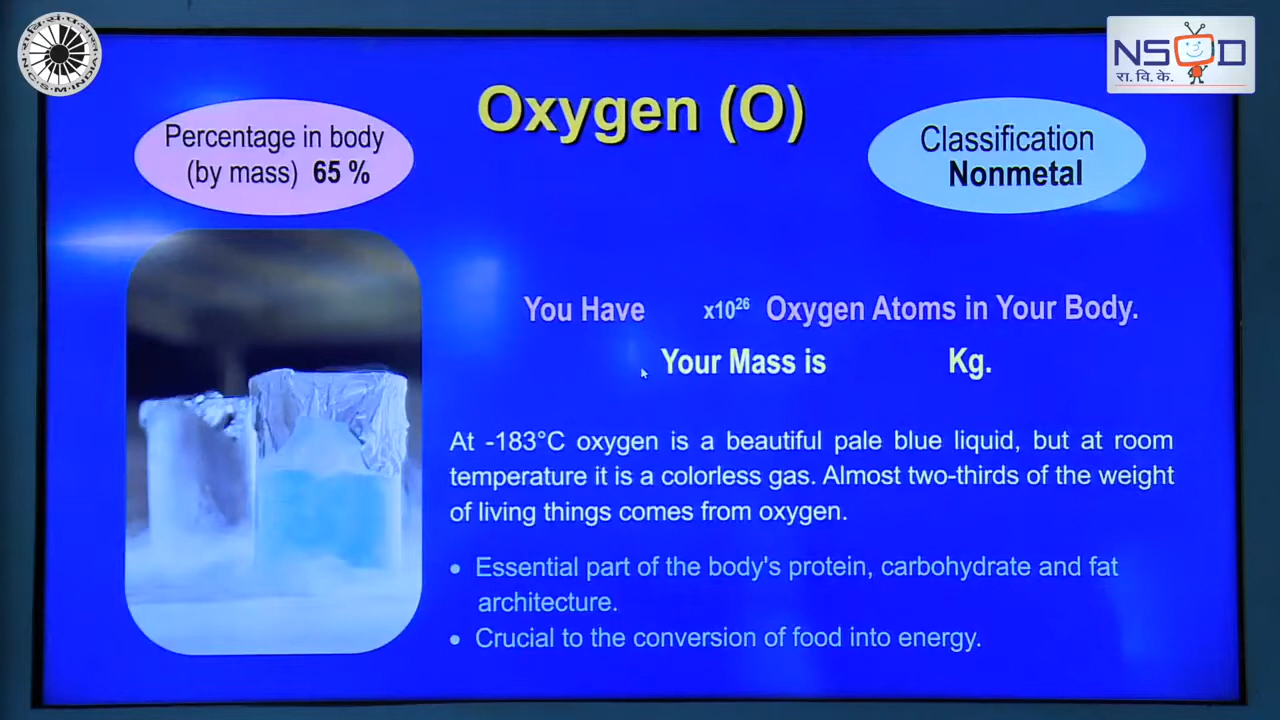 N.C.S.M. INDIA
NSD
रा. वि. के.
Oxygen (O)
Percentage in body
(by mass) 65 %
Classification
Nonmetal
You Have x10²⁶ Oxygen Atoms in Your Body.
Your Mass is Kg.
At -183°C oxygen is a beautiful pale blue liquid, but at room
temperature it is a colorless gas. Almost two-thirds of the weight
of living things comes from oxygen.
• Essential part of the body's protein, carbohydrate and fat
architecture.
• Crucial to the conversion of food into energy.